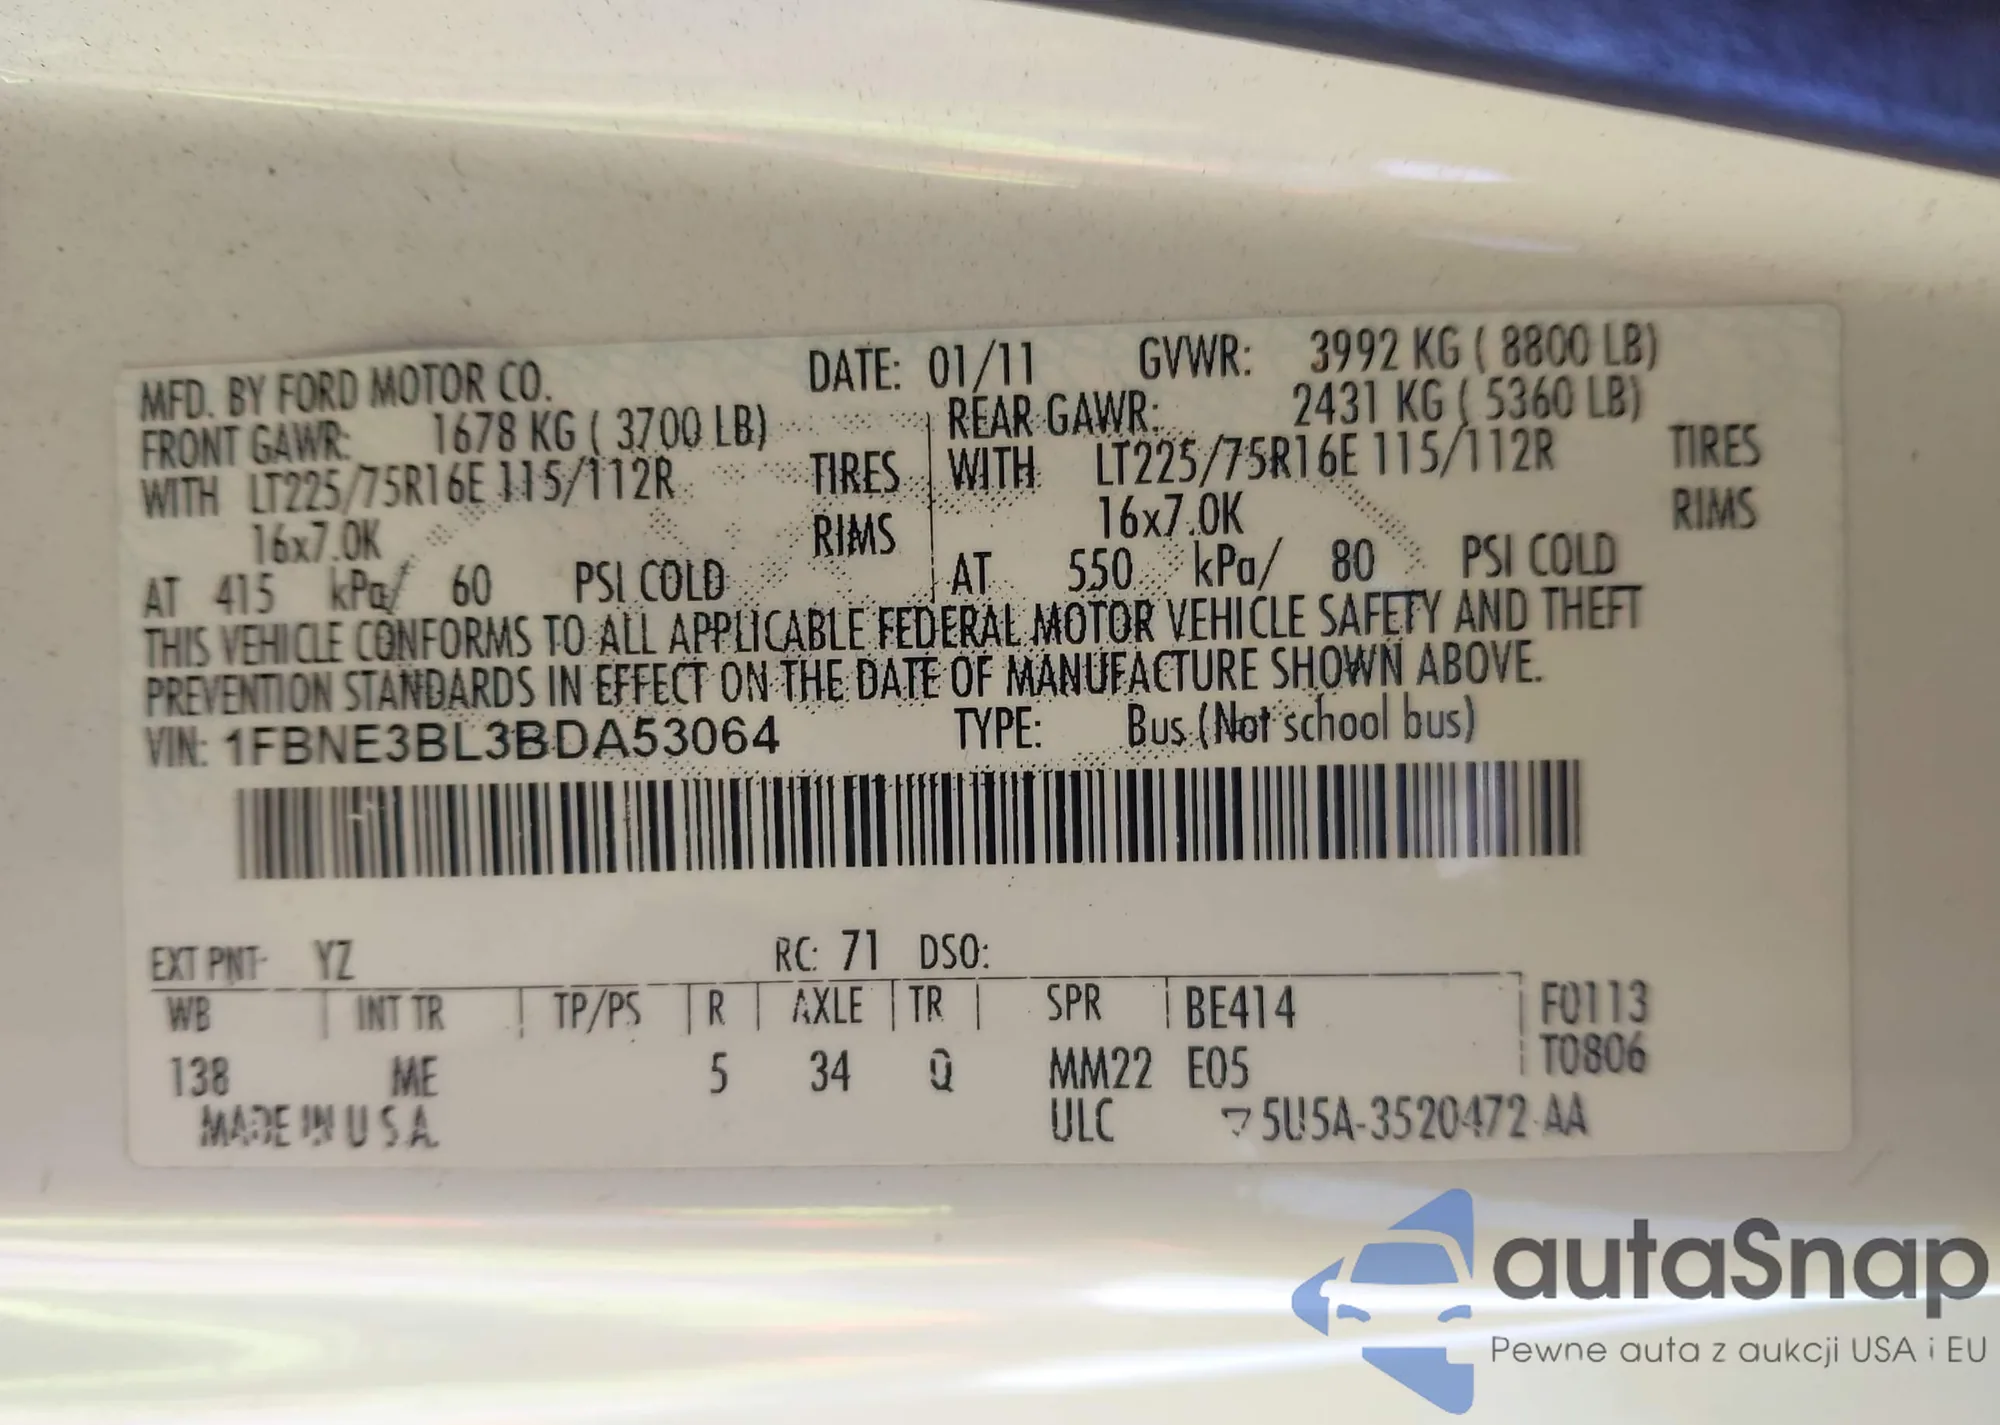 MFD. BY FORD MOTOR CO. DATE: 01/11 GVWR: 3992 KG ( 8800 LB)
FRONT GAWR: 1678 KG ( 3700 LB) REAR GAWR: 2431 KG ( 5360 LB)
WITH LT225/75R16E 115/112R TIRES WITH LT225/75R16E 115/112R TIRES
16x7.0K RIMS 16x7.0K RIMS
AT 415 kPa/ 60 PSI COLD AT 550 kPa/ 80 PSI COLD
THIS VEHICLE CONFORMS TO ALL APPLICABLE FEDERAL MOTOR VEHICLE SAFETY AND THEFT
PREVENTION STANDARDS IN EFFECT ON THE DATE OF MANUFACTURE SHOWN ABOVE.
VIN: 1FBNE3BL3BDA53064 TYPE: Bus (Not school bus)
EXT PNT: YZ RC: 71 DSO:
WB INT TR TP/PS R AXLE TR SPR BE414 F0113
138 ME 5 34 Q MM22 E05 T0806
MADE IN U.S.A. ULC 5U5A-3520472-AA
autaSnap
Pewne auta z aukcji USA i EU